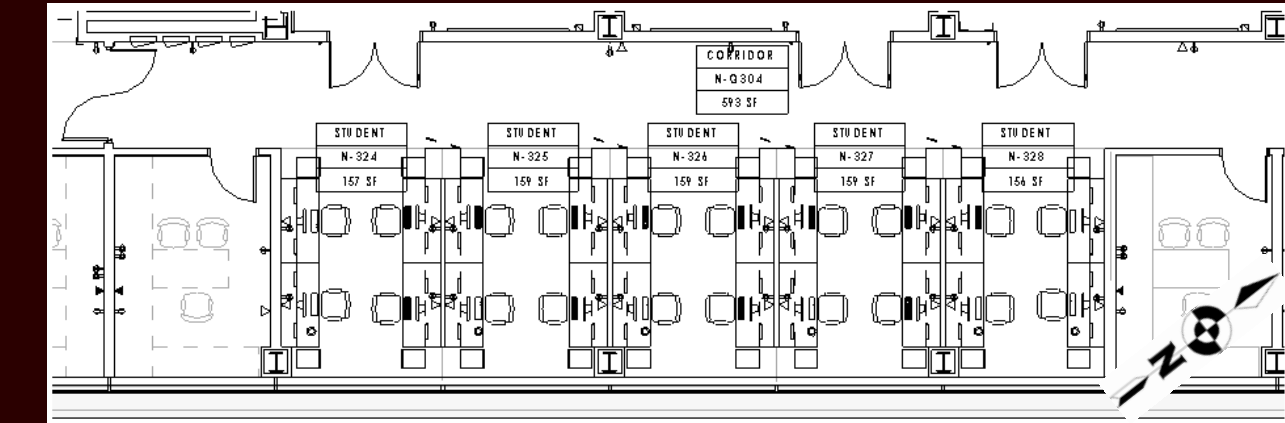 CORRIDOR
N-Q304
593 SF
STUDENT
N-324
157 SF
STUDENT
N-325
159 SF
STUDENT
N-326
159 SF
STUDENT
N-327
159 SF
STUDENT
N-328
156 SF
N